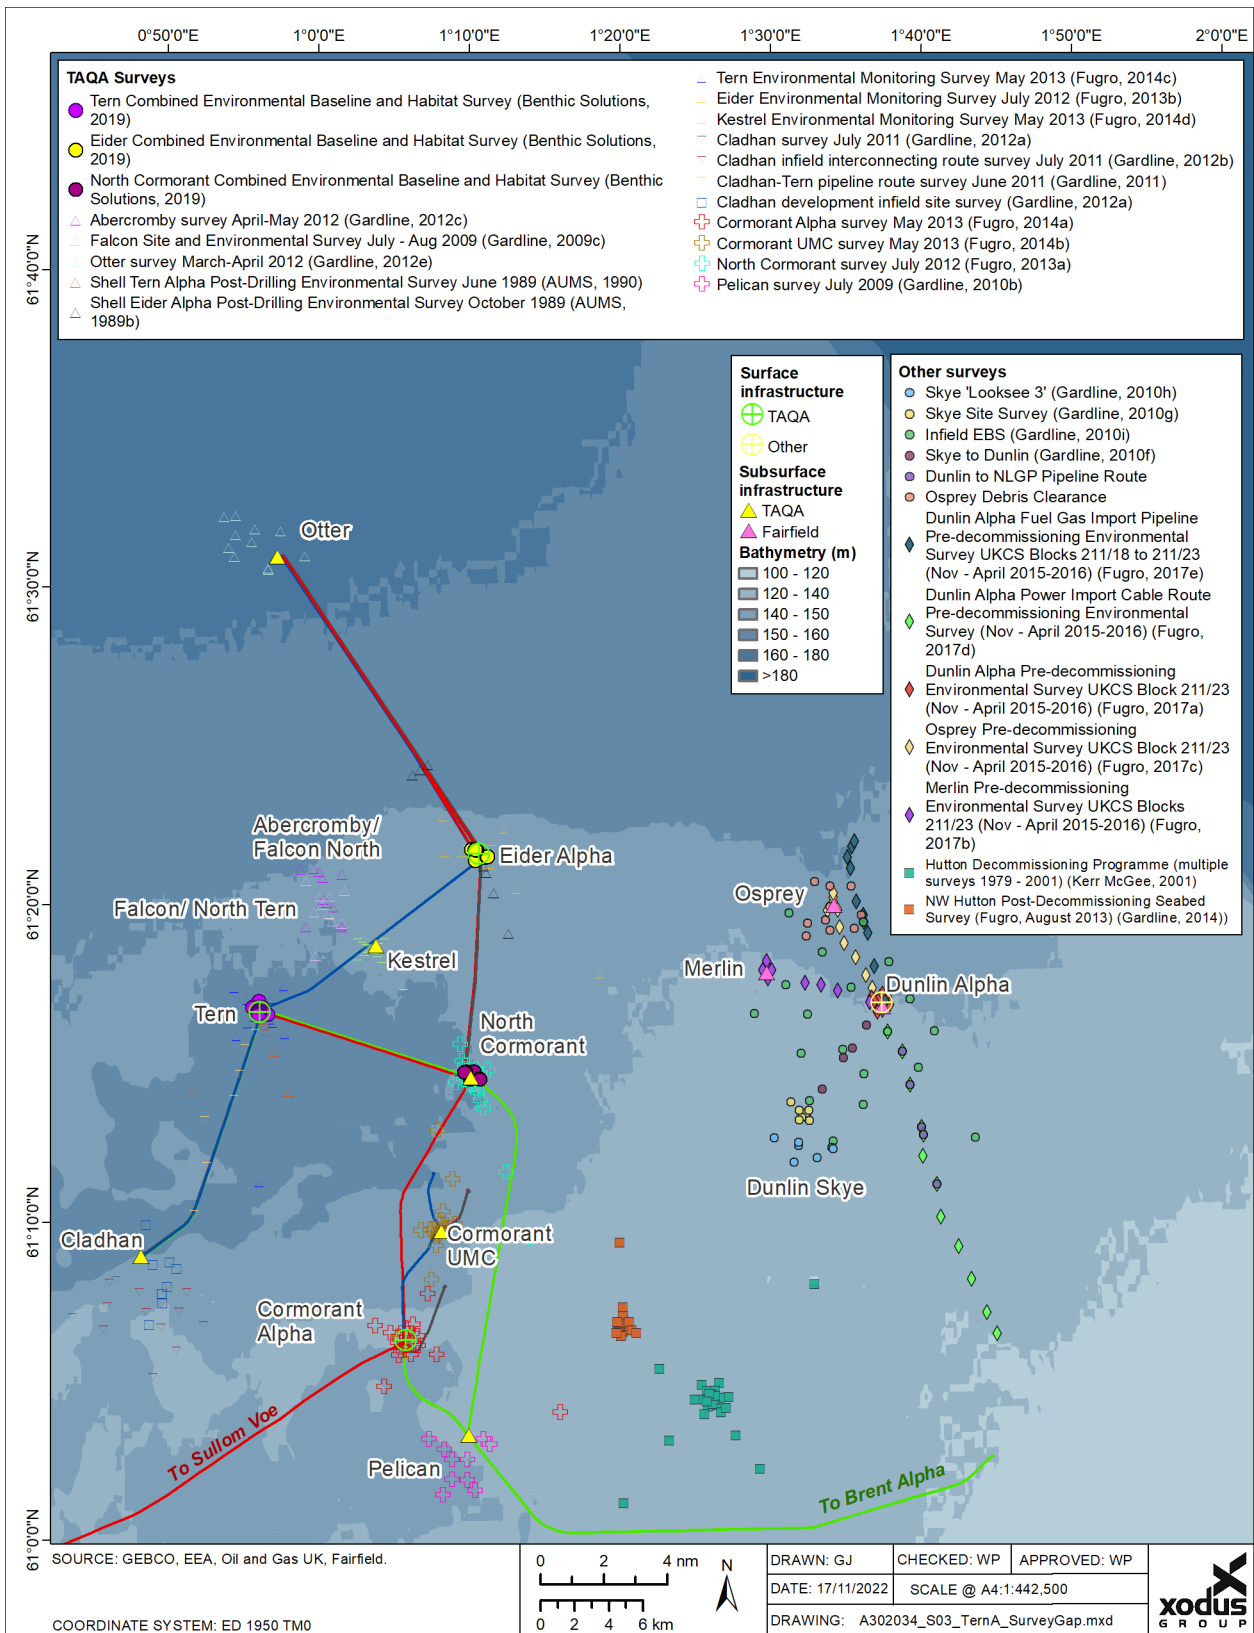 0°50'0"E
1°0'0"E
1°10'0"E
1°20'0"E
1°30'0"E
1°40'0"E
1°50'0"E
2°0'0"E
TAQA Surveys
Tern Combined Environmental Baseline and Habitat Survey (Benthic Solutions,
2019)
Eider Combined Environmental Baseline and Habitat Survey (Benthic Solutions,
2019)
North Cormorant Combined Environmental Baseline and Habitat Survey (Benthic
Solutions, 2019)
Abercromby survey April-May 2012 (Gardline, 2012c)
Falcon Site and Environmental Survey July - Aug 2009 (Gardline, 2009c)
Otter survey March-April 2012 (Gardline, 2012e)
Shell Tern Alpha Post-Drilling Environmental Survey June 1989 (AUMS, 1990)
Shell Eider Alpha Post-Drilling Environmental Survey October 1989 (AUMS,
1989b)
Tern Environmental Monitoring Survey May 2013 (Fugro, 2014c)
Eider Environmental Monitoring Survey July 2012 (Fugro, 2013b)
Kestrel Environmental Monitoring Survey May 2013 (Fugro, 2014d)
Cladhan survey July 2011 (Gardline, 2012a)
Cladhan infield interconnecting route survey July 2011 (Gardline, 2012b)
Cladhan-Tern pipeline route survey June 2011 (Gardline, 2011)
Cladhan development infield site survey (Gardline, 2012a)
Cormorant Alpha survey May 2013 (Fugro, 2014a)
Cormorant UMC survey May 2013 (Fugro, 2014b)
North Cormorant survey July 2012 (Fugro, 2013a)
Pelican survey July 2009 (Gardline, 2010b)
Surface
infrastructure
TAQA
Other
Subsurface
infrastructure
TAQA
Fairfield
Bathymetry (m)
100 - 120
120 - 140
140 - 150
150 - 160
160 - 180
>180
Other surveys
Skye 'Looksee 3' (Gardline, 2010h)
Skye Site Survey (Gardline, 2010g)
Infield EBS (Gardline, 2010i)
Skye to Dunlin (Gardline, 2010f)
Dunlin to NLGP Pipeline Route
Osprey Debris Clearance
Dunlin Alpha Fuel Gas Import Pipeline
Pre-decommissioning Environmental
Survey UKCS Blocks 211/18 to 211/23
(Nov - April 2015-2016) (Fugro, 2017e)
Dunlin Alpha Power Import Cable Route
Pre-decommissioning Environmental
Survey (Nov - April 2015-2016) (Fugro,
2017d)
Dunlin Alpha Pre-decommissioning
Environmental Survey UKCS Block 211/23
(Nov - April 2015-2016) (Fugro, 2017a)
Osprey Pre-decommissioning
Environmental Survey UKCS Block 211/23
(Nov - April 2015-2016) (Fugro, 2017c)
Merlin Pre-decommissioning
Environmental Survey UKCS Blocks
211/23 (Nov - April 2015-2016) (Fugro,
2017b)
Hutton Decommissioning Programme (multiple
surveys 1979 - 2001) (Kerr McGee, 2001)
NW Hutton Post-Decommissioning Seabed
Survey (Fugro, August 2013) (Gardline, 2014))
61°40'0"N
61°30'0"N
61°20'0"N
61°10'0"N
61°0'0"N
Otter
Abercromby/
Falcon North
Eider Alpha
Falcon/ North Tern
Kestrel
Tern
North
Cormorant
Osprey
Merlin
Dunlin Alpha
Dunlin Skye
Cladhan
Cormorant
UMC
Cormorant
Alpha
Pelican
To Sullom Voe
To Brent Alpha
SOURCE: GEBCO, EEA, Oil and Gas UK, Fairfield.
COORDINATE SYSTEM: ED 1950 TM0
0 2 4 nm
0 2 4 6 km
N
DRAWN: GJ
CHECKED: WP
APPROVED: WP
DATE: 17/11/2022
SCALE @ A4:1:442,500
DRAWING: A302034_S03_TernA_SurveyGap.mxd
xodus
GROUP